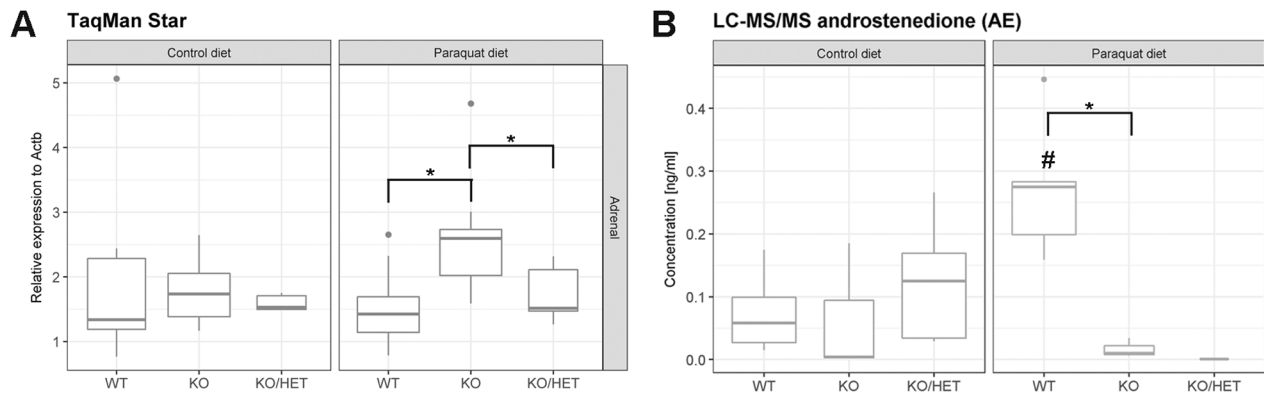 A
TaqMan Star
Control diet
Paraquat diet
Relative expression to Actb
5
4
3
2
1
*
*
Adrenal
WT
KO
KO/HET
WT
KO
KO/HET
B
LC-MS/MS androstenedione (AE)
Control diet
Paraquat diet
Concentration [ng/ml]
0.4
0.3
0.2
0.1
0.0
*
#
WT
KO
KO/HET
WT
KO
KO/HET